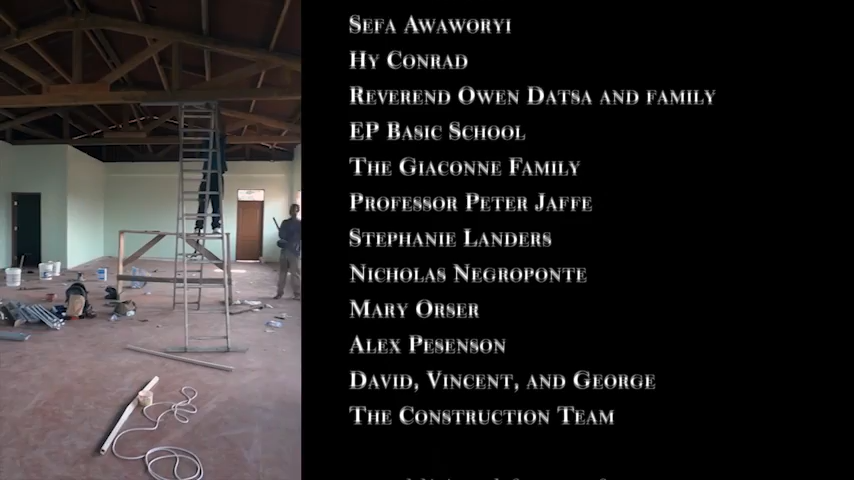 Sefa Awaworyi
Hy Conrad
Reverend Owen Datsa and family
EP Basic School
The Giaconne Family
Professor Peter Jaffe
Stephanie Landers
Nicholas Negroponte
Mary Orser
Alex Pesenson
David, Vincent, and George
The Construction Team